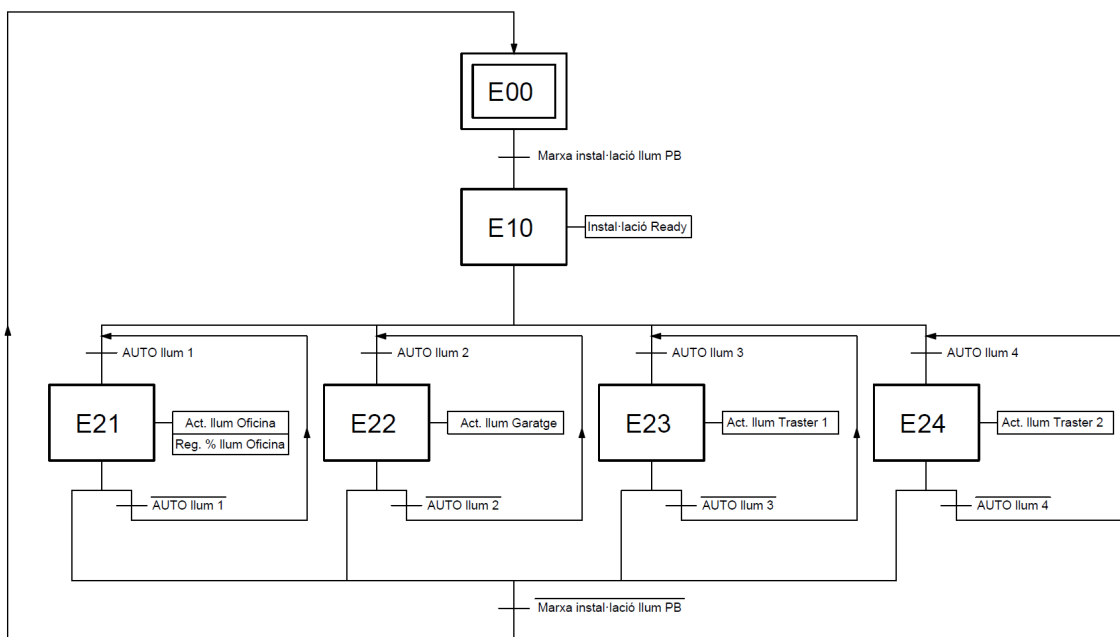 E00
Marxa instal·lació llum PB
E10
Instal·lació Ready
AUTO llum 1
AUTO llum 2
AUTO llum 3
AUTO llum 4
E21
Act. llum Oficina
Reg. % llum Oficina
E22
Act. llum Garatge
E23
Act. llum Traster 1
E24
Act. llum Traster 2
AUTO llum 1
AUTO llum 2
AUTO llum 3
AUTO llum 4
Marxa instal·lació llum PB